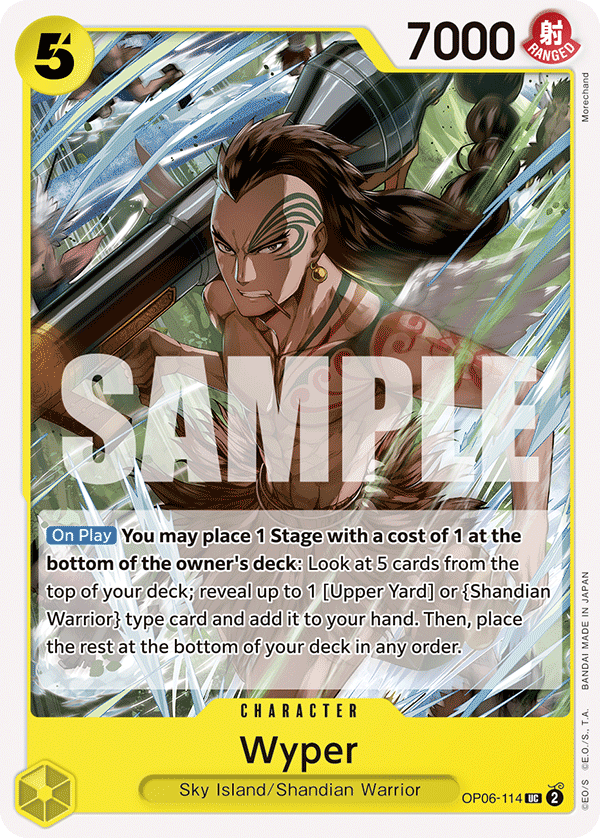 5
7000
射
RANGED
Morechand
SAMPLE
On Play You may place 1 Stage with a cost of 1 at the
bottom of the owner's deck: Look at 5 cards from the
top of your deck; reveal up to 1 [Upper Yard] or {Shandian
Warrior} type card and add it to your hand. Then, place
the rest at the bottom of your deck in any order.
CHARACTER
Wyper
Sky Island/Shandian Warrior
OP06-114 UC 2
©EO/S ©E.O./S., T.A. BANDAI MADE IN JAPAN